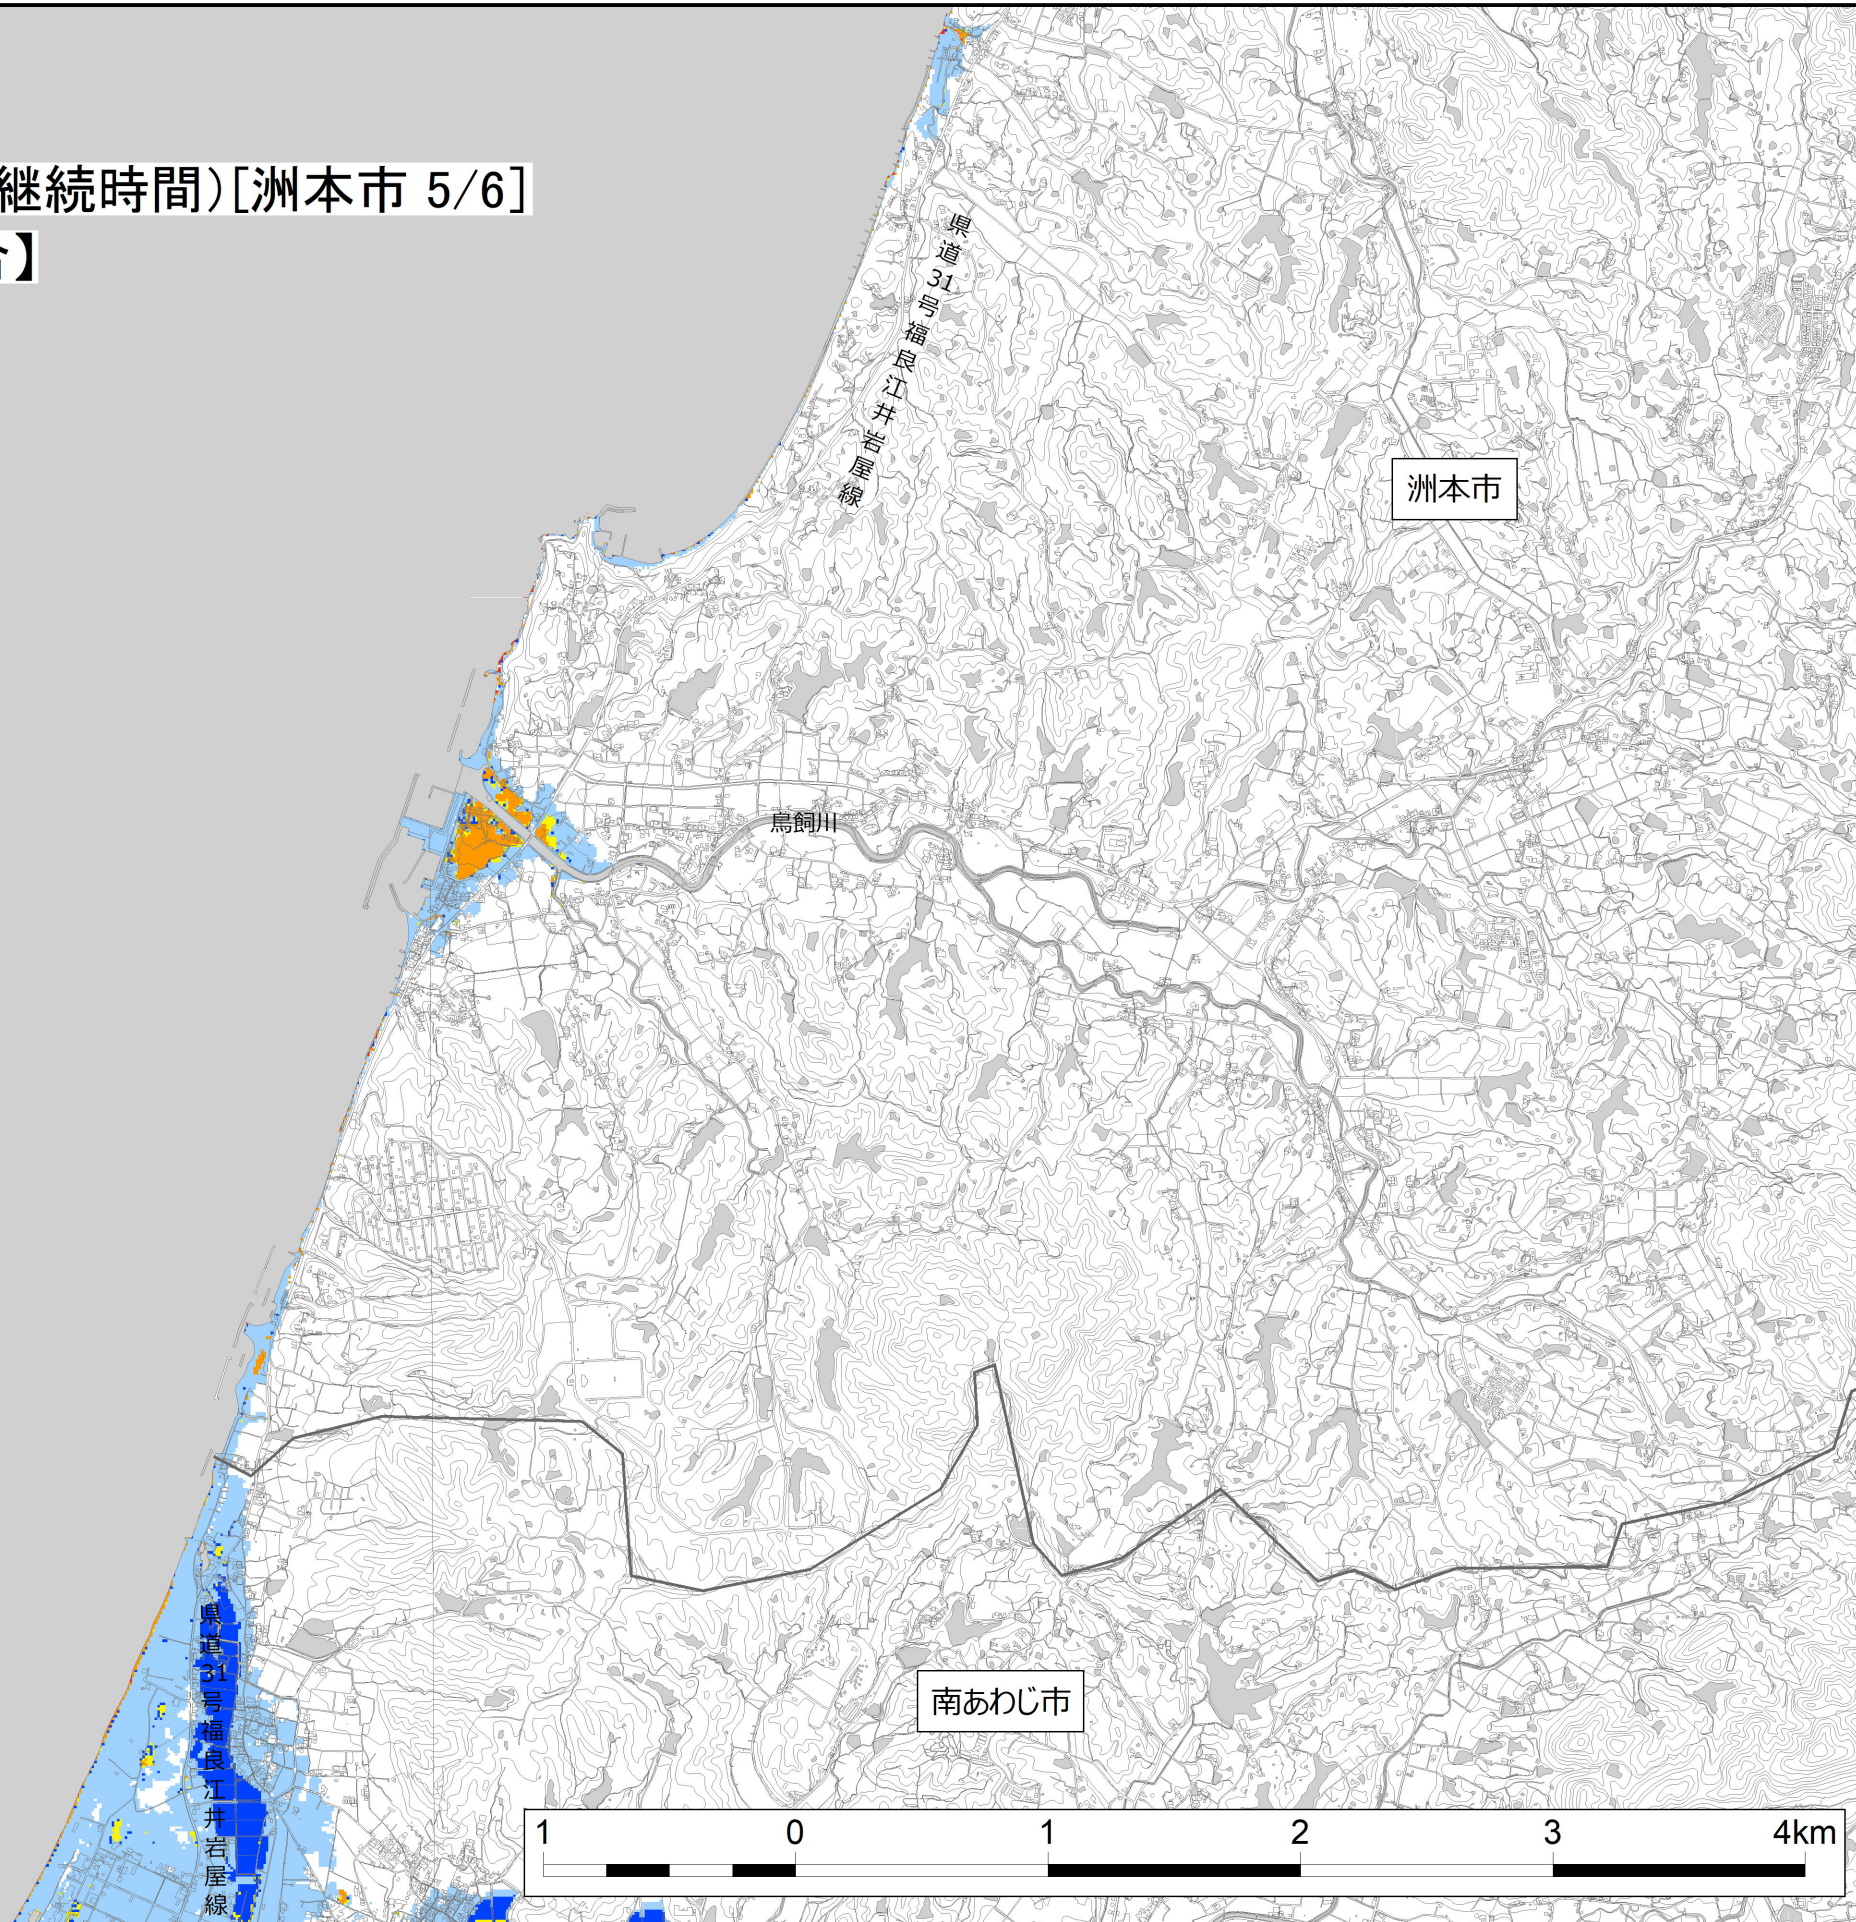 継続時間)[洲本市 5/6]
合】
県道31号福良江井岩屋線
洲本市
鳥飼川
県道31号福良江井岩屋線
南あわじ市
1 0 1 2 3 4km